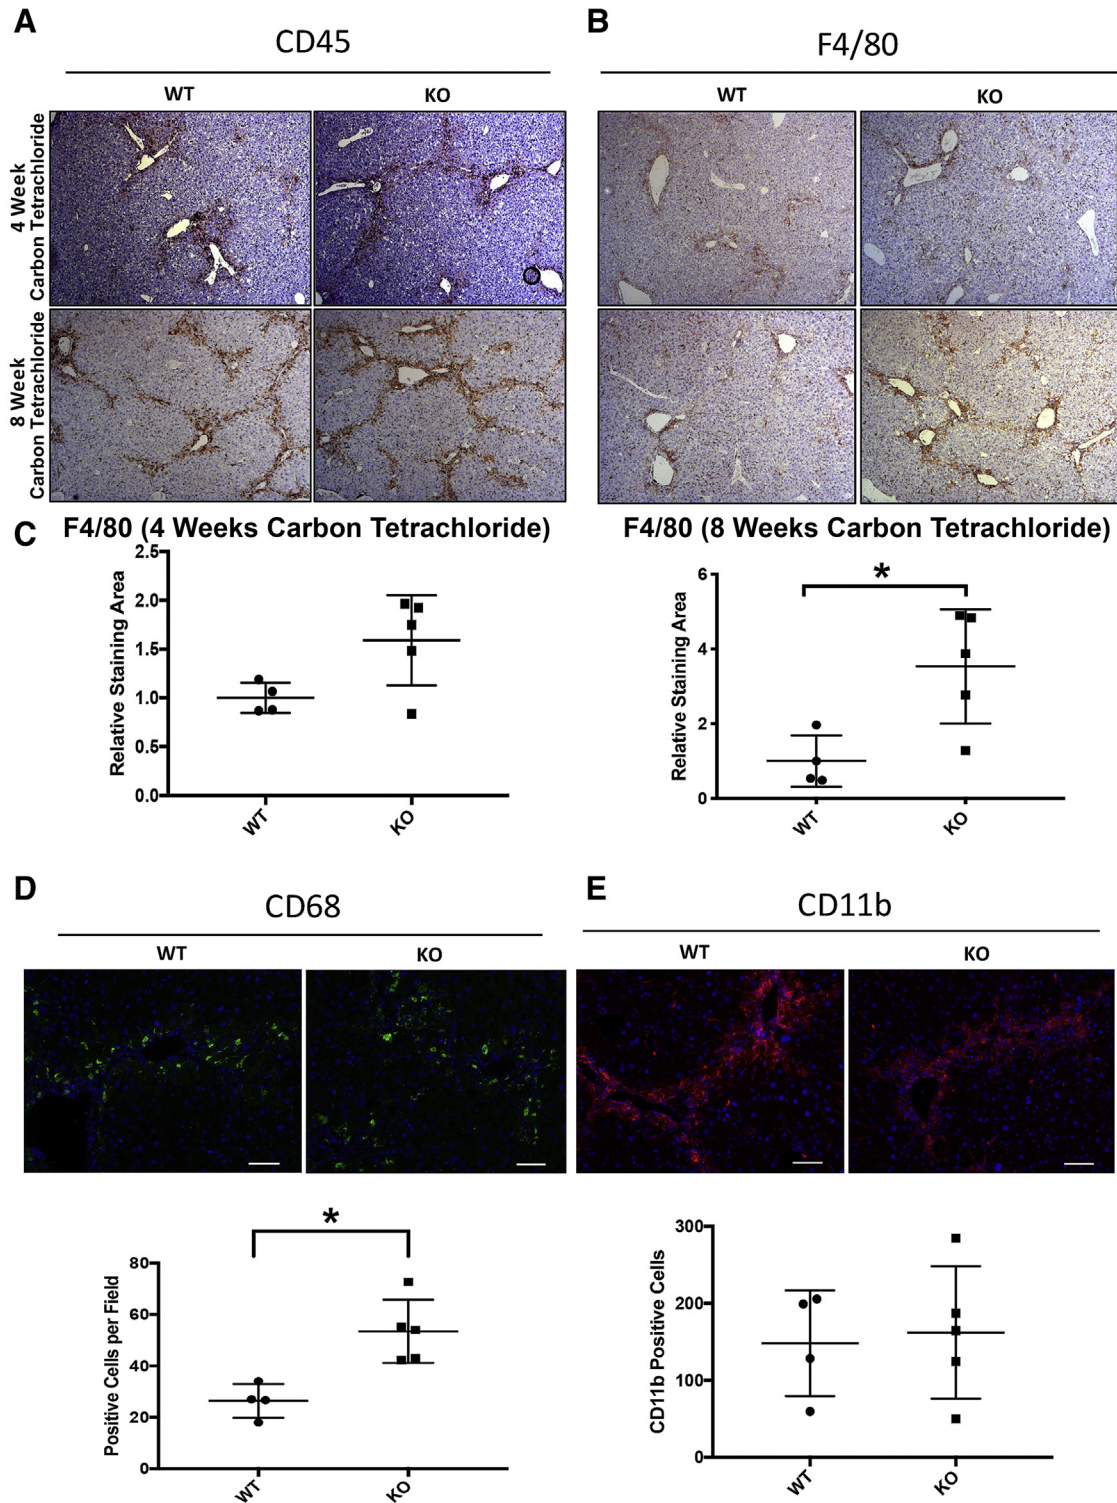 A
CD45
WT
KO
4 Week
Carbon Tetrachloride
8 Week
Carbon Tetrachloride
B
F4/80
WT
KO
C
F4/80 (4 Weeks Carbon Tetrachloride)
Relative Staining Area
2.5
2.0
1.5
1.0
0.5
0.0
WT
KO
F4/80 (8 Weeks Carbon Tetrachloride)
Relative Staining Area
*
6
4
2
0
WT
KO
D
CD68
WT
KO
*
Positive Cells per Field
80
60
40
20
0
WT
KO
E
CD11b
WT
KO
CD11b Positive Cells
300
200
100
0
WT
KO